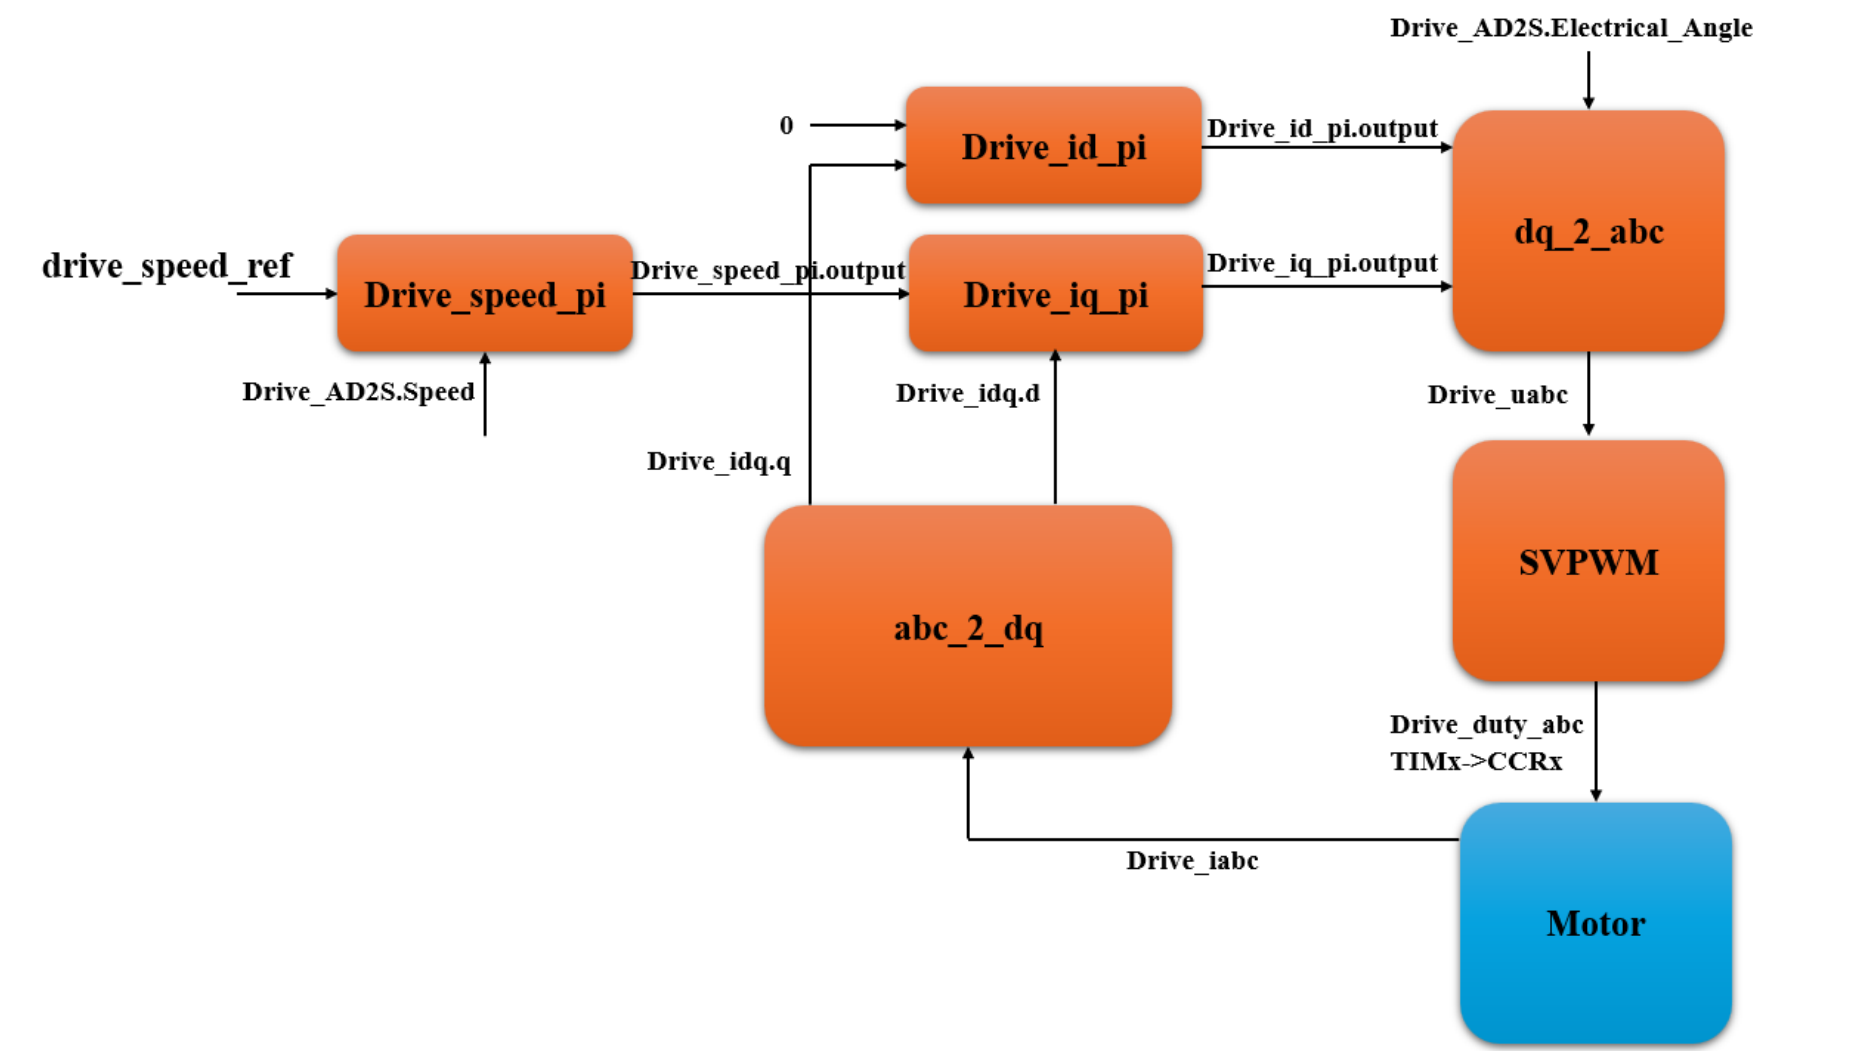 Drive_AD2S.Electrical_Angle
0
Drive_id_pi
Drive_id_pi.output
dq_2_abc
drive_speed_ref
Drive_speed_pi
Drive_speed_pi.output
Drive_iq_pi
Drive_iq_pi.output
Drive_AD2S.Speed
Drive_idq.d
Drive_uabc
Drive_idq.q
abc_2_dq
SVPWM
Drive_duty_abc
TIMx->CCRx
Drive_iabc
Motor